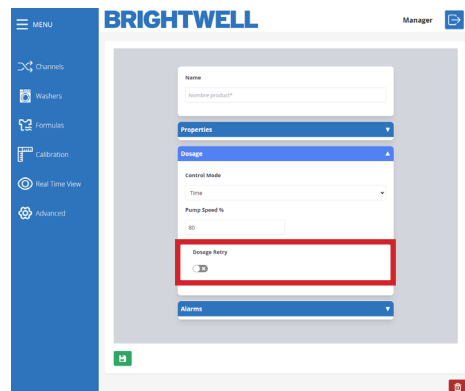 MENU
BRIGHTWELL
Manager
Channels
Washers
Formulas
Calibration
Real Time View
Advanced
Name
Nombre product*
Properties
Dosage
Control Mode
Time
Pump Speed %
80
Dosage Retry
Alarms